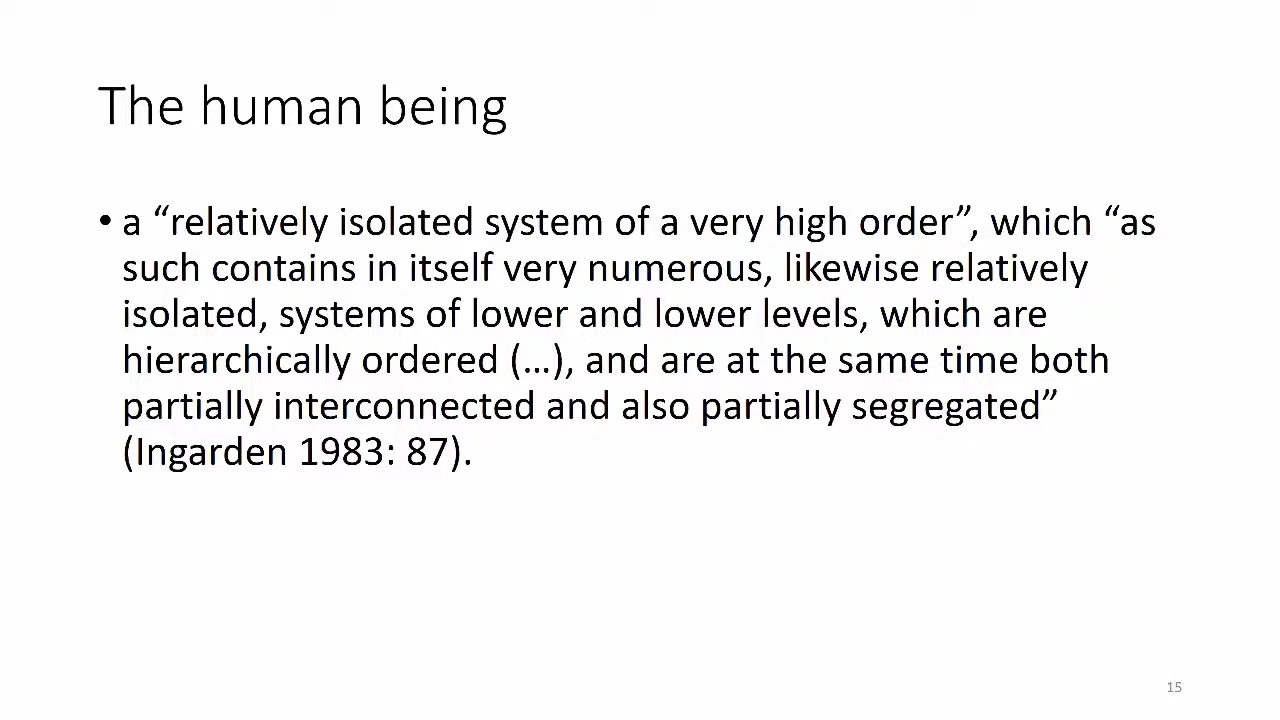 The human being
• a “relatively isolated system of a very high order”, which “as
such contains in itself very numerous, likewise relatively
isolated, systems of lower and lower levels, which are
hierarchically ordered (…), and are at the same time both
partially interconnected and also partially segregated”
(Ingarden 1983: 87).
15